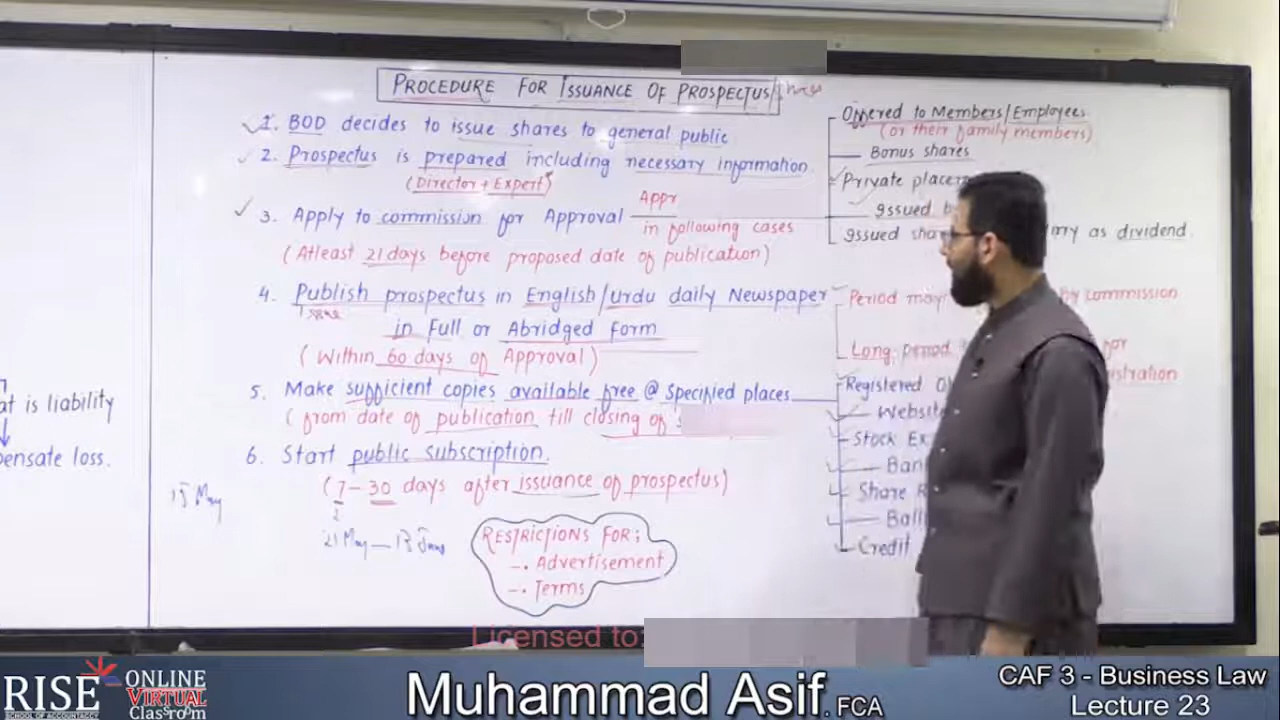 PROCEDURE FOR ISSUANCE OF PROSPECTUS/
1. BOD decides to issue shares to general public
2. Prospectus is prepared including necessary information
(Director + Expert)
3. Apply to commission for Approval
Appr
in following cases
(Atleast 21 days before proposed date of publication)
4. Publish prospectus in English/urdu daily Newspaper
in Full or Abridged form
(Within 60 days of Approval)
5. Make sufficient copies available free @ specified places
(from date of publication till closing of
6. Start public subscription.
(7-30 days after issuance of prospectus)
15 May
21 May - 13 June
RESTRICTIONS FOR:
-. Advertisement
-. Terms
Offered to Members/Employees
(or their family members)
Bonus shares
Private
issued
issued as dividend.
Period by commission
Long period for
Registered
Website
Stock
Share
Credit
at is liability
pensate loss.
Licensed to:
RISE
SCHOOL OF ACCOUNTANCY
ONLINE
VIRTUAL
Classroom
Muhammad Asif. FCA
CAF 3 - Business Law
Lecture 23